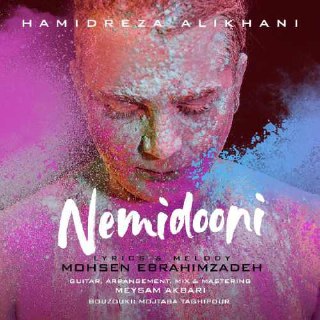 HAMIDREZA ALIKHANI
Nemidooni
LYRICS & MELODY
MOHSEN EBRAHIMZADEH
GUITAR, ARRANGEMENT, MIX & MASTERING
MEYSAM AKBARI
BOUZOUKI: MOJTABA TAGHIPOUR